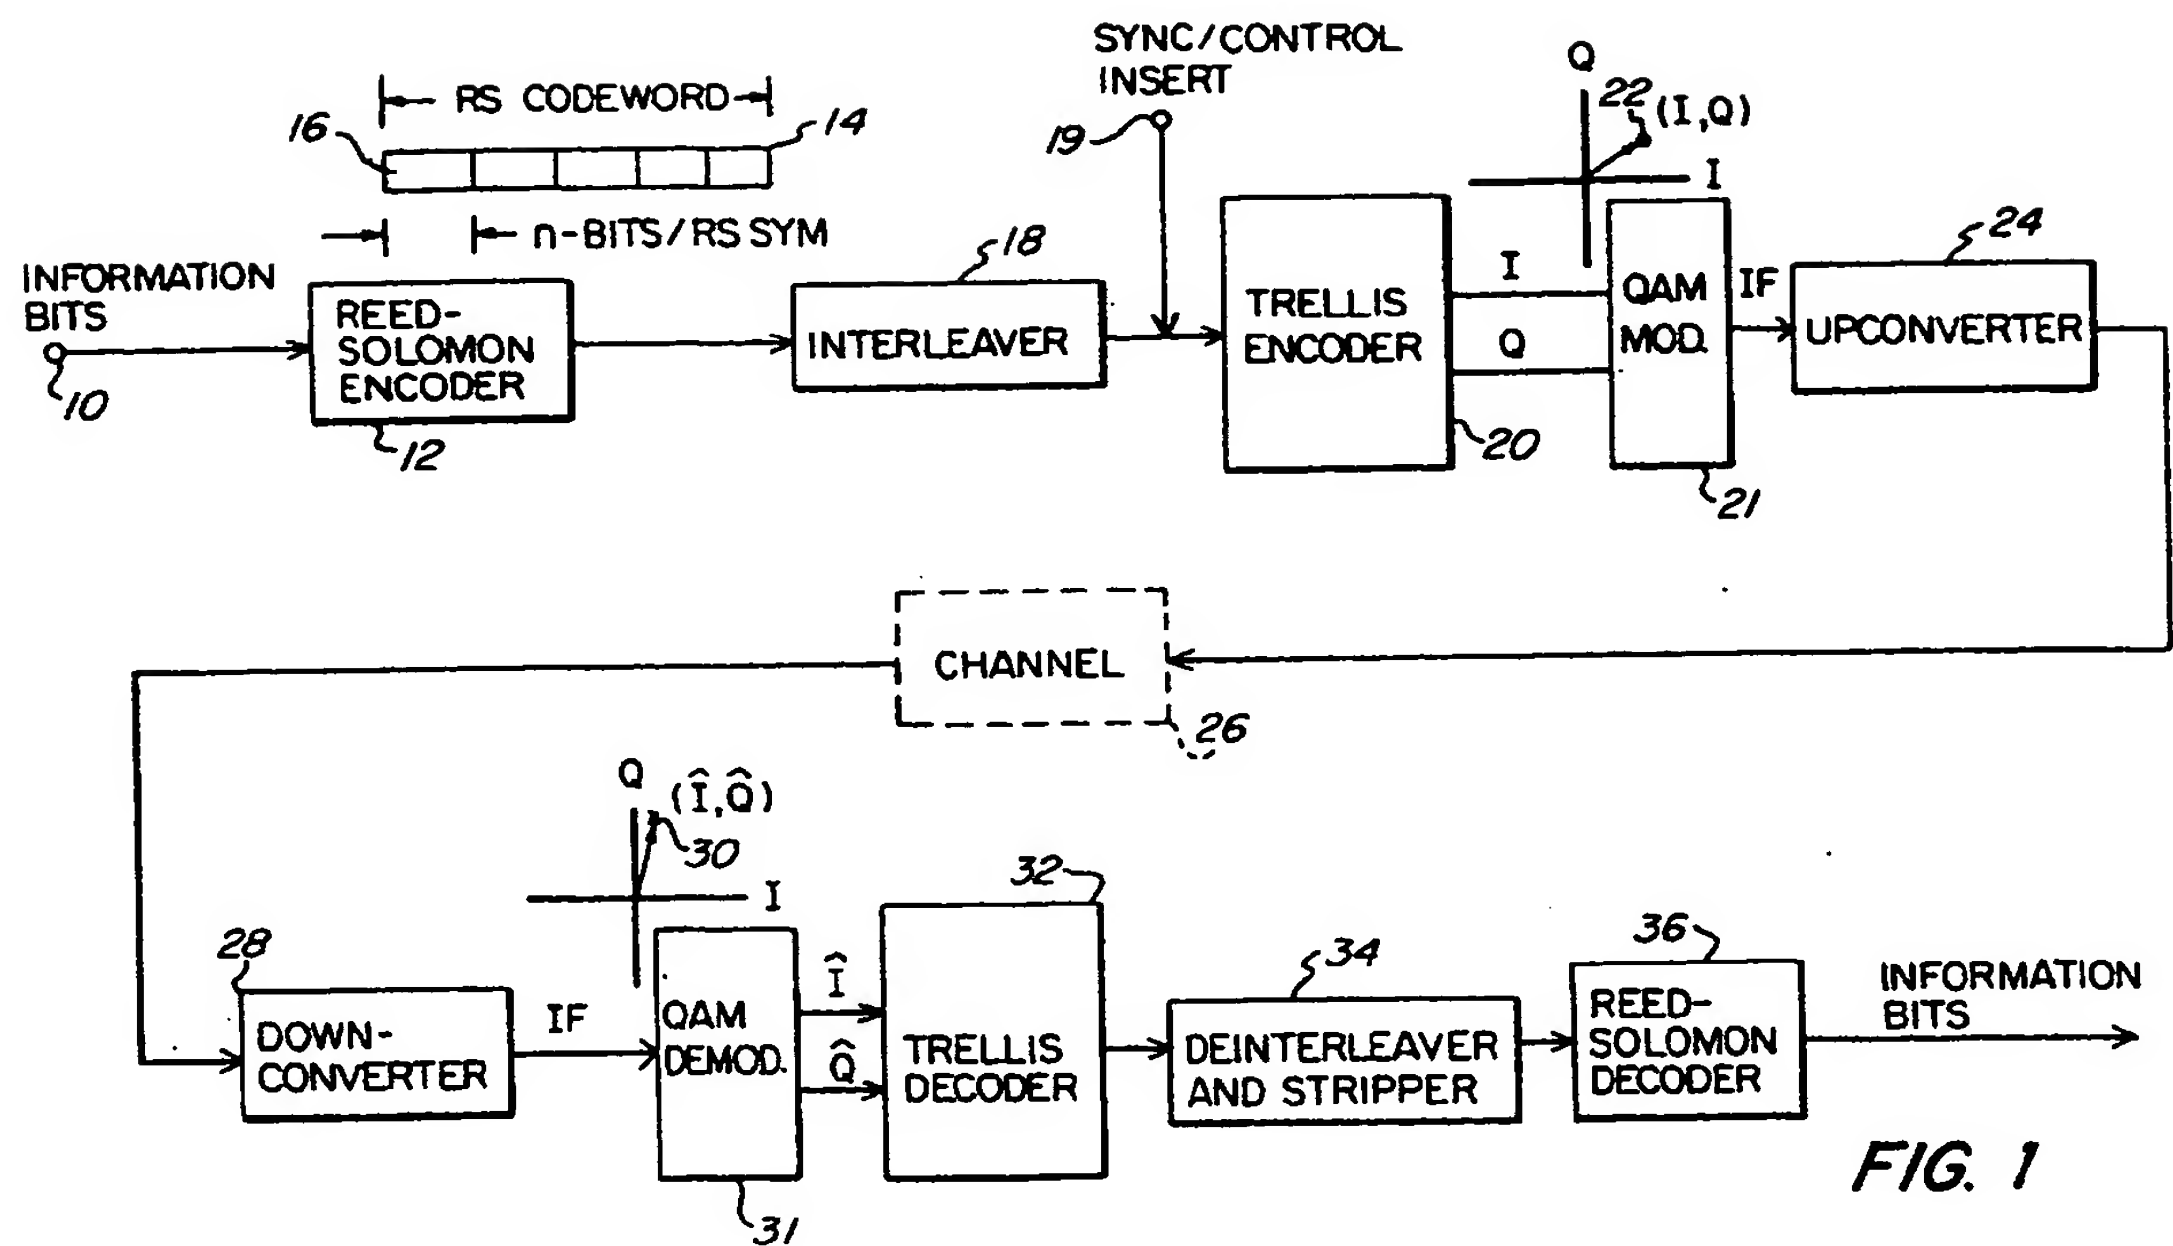 SYNC/CONTROL
INSERT
19
RS CODEWORD
16
14
n-BITS/RS SYM
INFORMATION
BITS
10
REED-
SOLOMON
ENCODER
12
INTERLEAVER
18
TRELLIS
ENCODER
20
I
Q
Q
22
(I,Q)
I
QAM
MOD.
21
IF
UPCONVERTER
24
CHANNEL
26
28
DOWN-
CONVERTER
IF
Q
(Î,Q̂)
30
I
QAM
DEMOD.
31
Î
Q̂
32
TRELLIS
DECODER
34
DEINTERLEAVER
AND STRIPPER
36
REED-
SOLOMON
DECODER
INFORMATION
BITS
FIG. 1